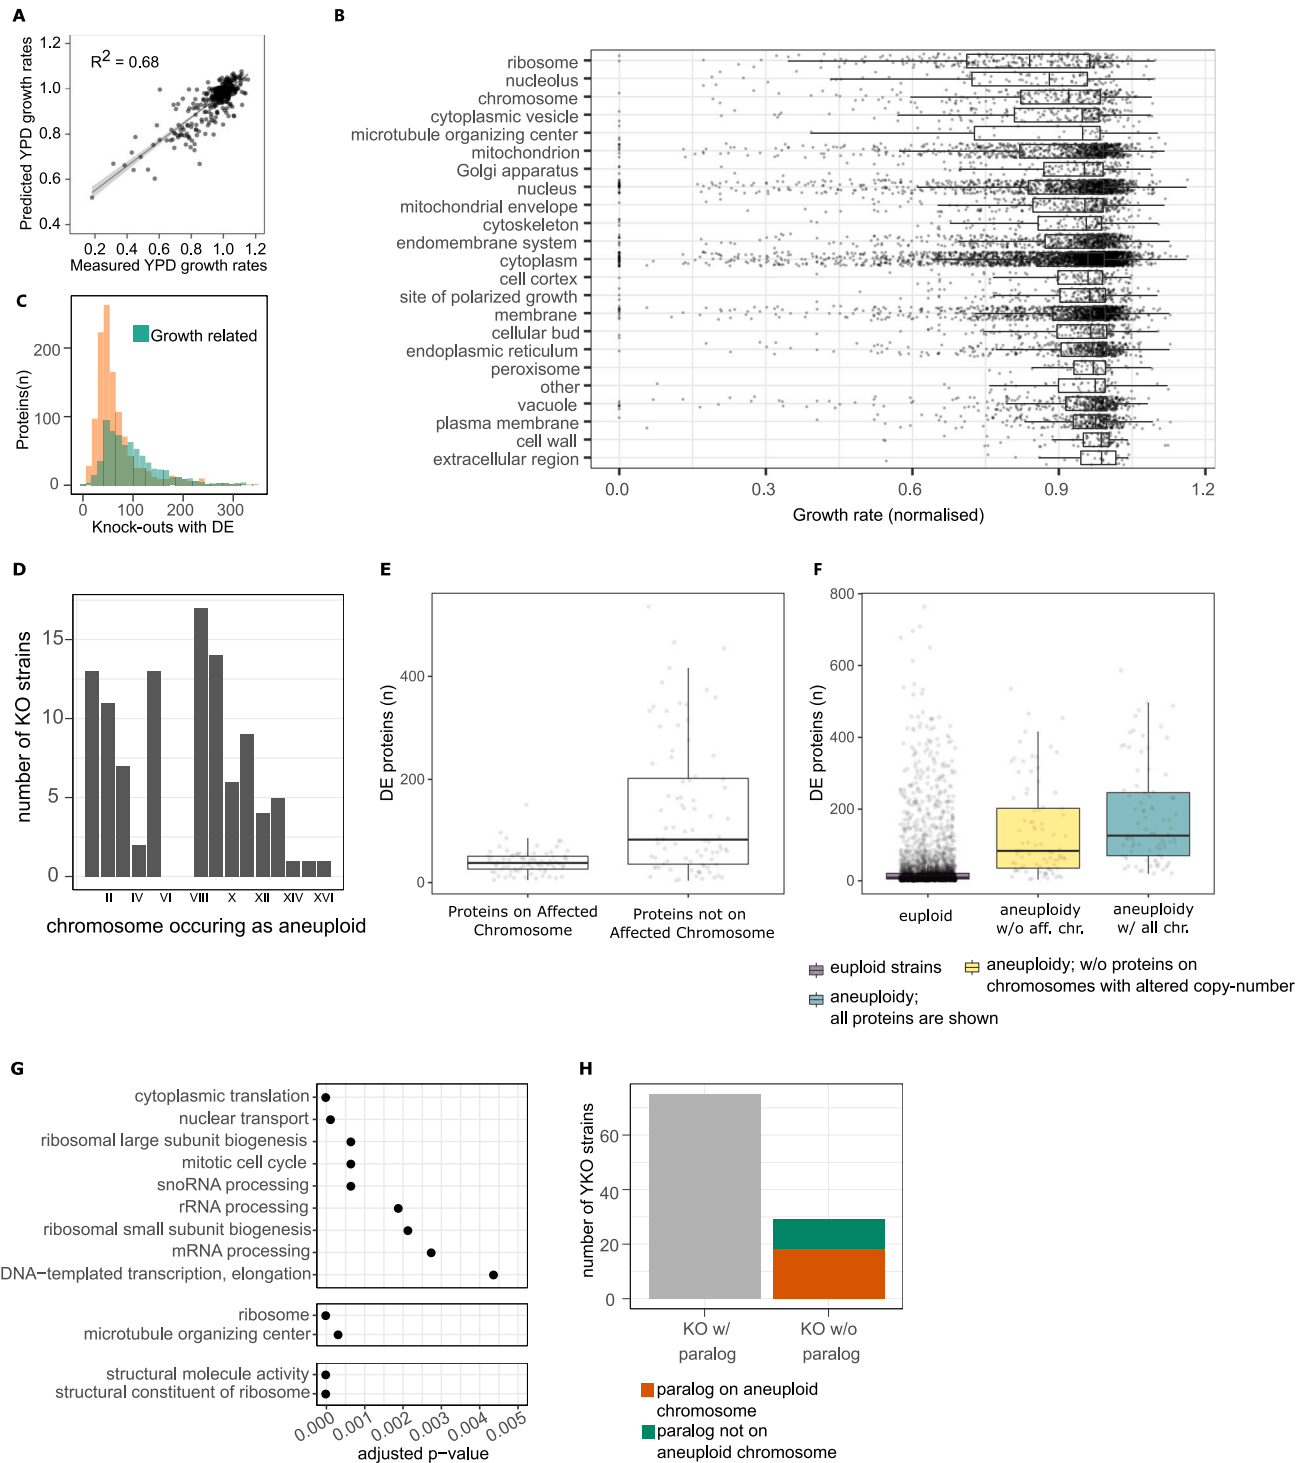 A
1.2
1.0
0.8
0.6
0.4
R2 = 0.68
0.2
0.4
0.6
0.8
1.0
1.2
Predicted YPD growth rates
Measured YPD growth rates
B
ribosome
nucleolus
chromosome
cytoplasmic vesicle
microtubule organizing center
mitochondrion
Golgi apparatus
nucleus
mitochondrial envelope
cytoskeleton
endomembrane system
cytoplasm
cell cortex
site of polarized growth
membrane
cellular bud
endoplasmic reticulum
peroxisome
other
vacuole
plasma membrane
cell wall
extracellular region
0.0
0.3
0.6
0.9
1.2
Growth rate (normalised)
C
Growth related
200
100
0
Proteins(n)
0
100
200
300
Knock-outs with DE
D
15
10
5
0
number of KO strains
II
IV
VI
VIII
X
XII
XIV
XVI
chromosome occuring as aneuploid
E
400
200
0
DE proteins (n)
Proteins on Affected
Chromosome
Proteins not on
Affected Chromosome
F
800
600
400
200
0
DE proteins (n)
euploid
aneuploidy
w/o aff. chr.
aneuploidy
w/ all chr.
euploid strains
aneuploidy;
all proteins are shown
aneuploidy; w/o proteins on
chromosomes with altered copy-number
G
cytoplasmic translation
nuclear transport
ribosomal large subunit biogenesis
mitotic cell cycle
snoRNA processing
rRNA processing
ribosomal small subunit biogenesis
mRNA processing
DNA−templated transcription, elongation
ribosome
microtubule organizing center
structural molecule activity
structural constituent of ribosome
0.000
0.001
0.002
0.003
0.004
0.005
adjusted p−value
H
60
40
20
0
number of YKO strains
KO w/
paralog
KO w/o
paralog
paralog on aneuploid
chromosome
paralog not on
aneuploid chromosome